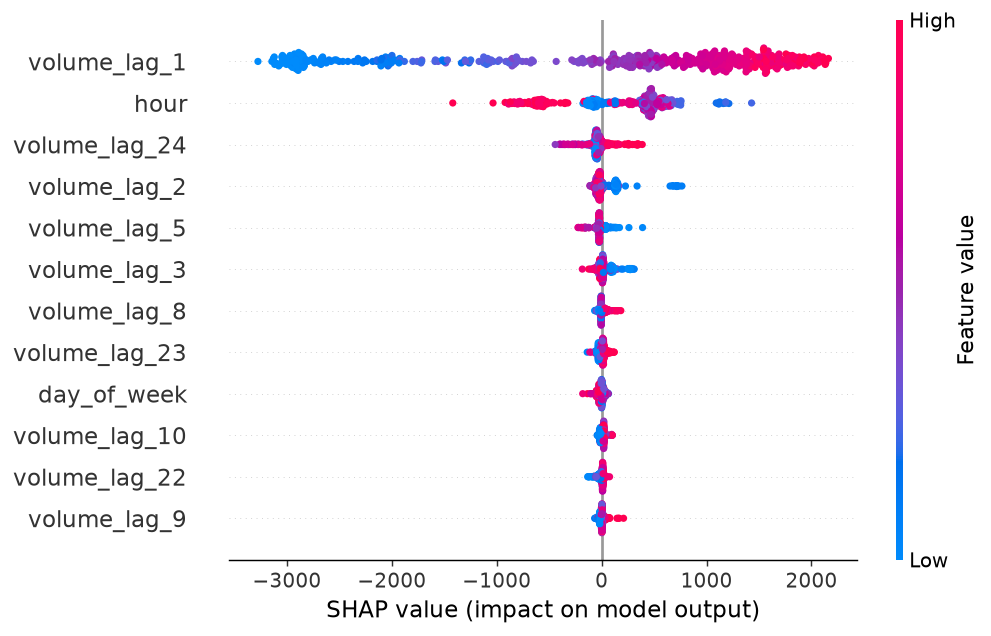 High
volume_lag_1
hour
volume_lag_24
volume_lag_2
volume_lag_5
volume_lag_3
volume_lag_8
volume_lag_23
day_of_week
volume_lag_10
volume_lag_22
volume_lag_9
Feature value
Low
−3000 −2000 −1000 0 1000 2000
SHAP value (impact on model output)